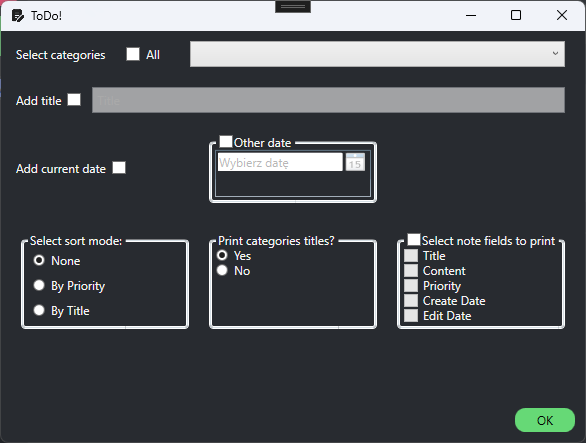 ToDo!
Select categories All
Add title Title
Other date
Wybierz datę 15
Add current date
Select sort mode:
None
By Priority
By Title
Print categories titles?
Yes
No
Select note fields to print
Title
Content
Priority
Create Date
Edit Date
OK